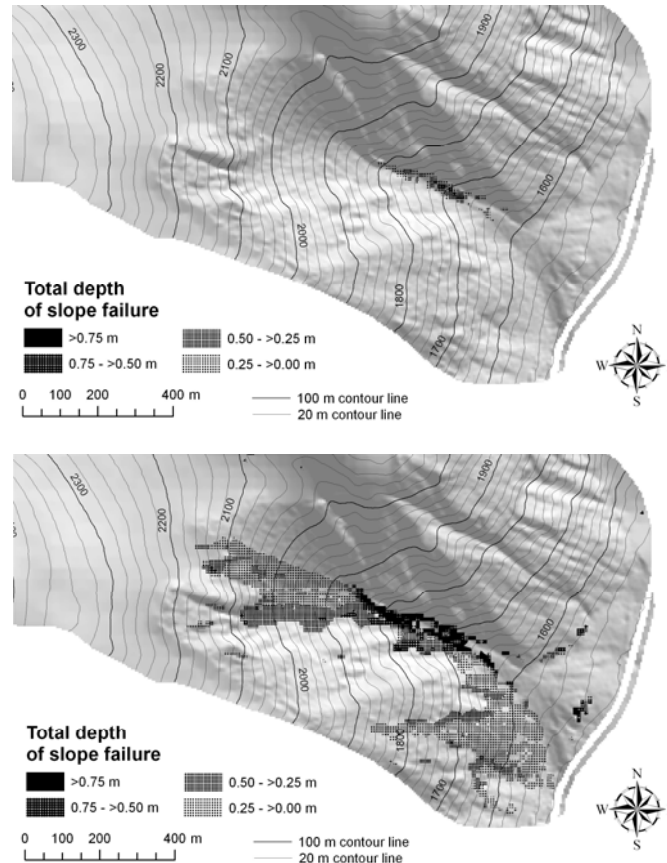 2300
2200
2100
1900
2000
1600
1800
1700
Total depth
of slope failure
>0.75 m
0.50 - >0.25 m
0.75 - >0.50 m
0.25 - >0.00 m
0 100 200 400 m
100 m contour line
20 m contour line
N
W E
S
2300
2200
2100
1900
1600
2000
1800
1700
Total depth
of slope failure
>0.75 m
0.50 - >0.25 m
0.75 - >0.50 m
0.25 - >0.00 m
0 100 200 400 m
100 m contour line
20 m contour line
N
W E
S